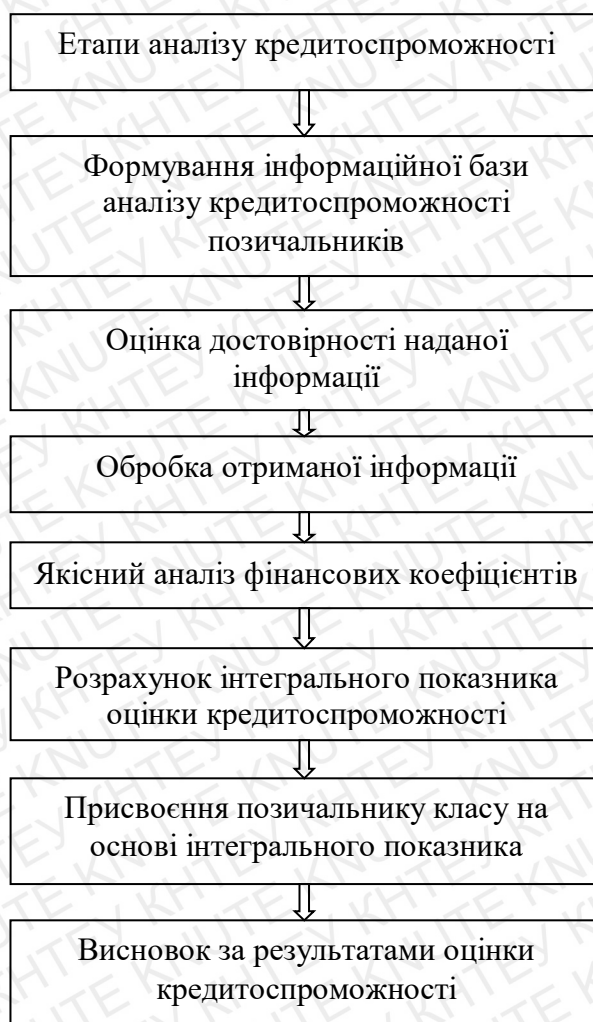 Етапи аналізу кредитоспроможності
Формування інформаційної бази
аналізу кредитоспроможності
позичальників
Оцінка достовірності наданої
інформації
Обробка отриманої інформації
Якісний аналіз фінансових коефіцієнтів
Розрахунок інтегрального показника
оцінки кредитоспроможності
Присвоєння позичальнику класу на
основі інтегрального показника
Висновок за результатами оцінки
кредитоспроможності